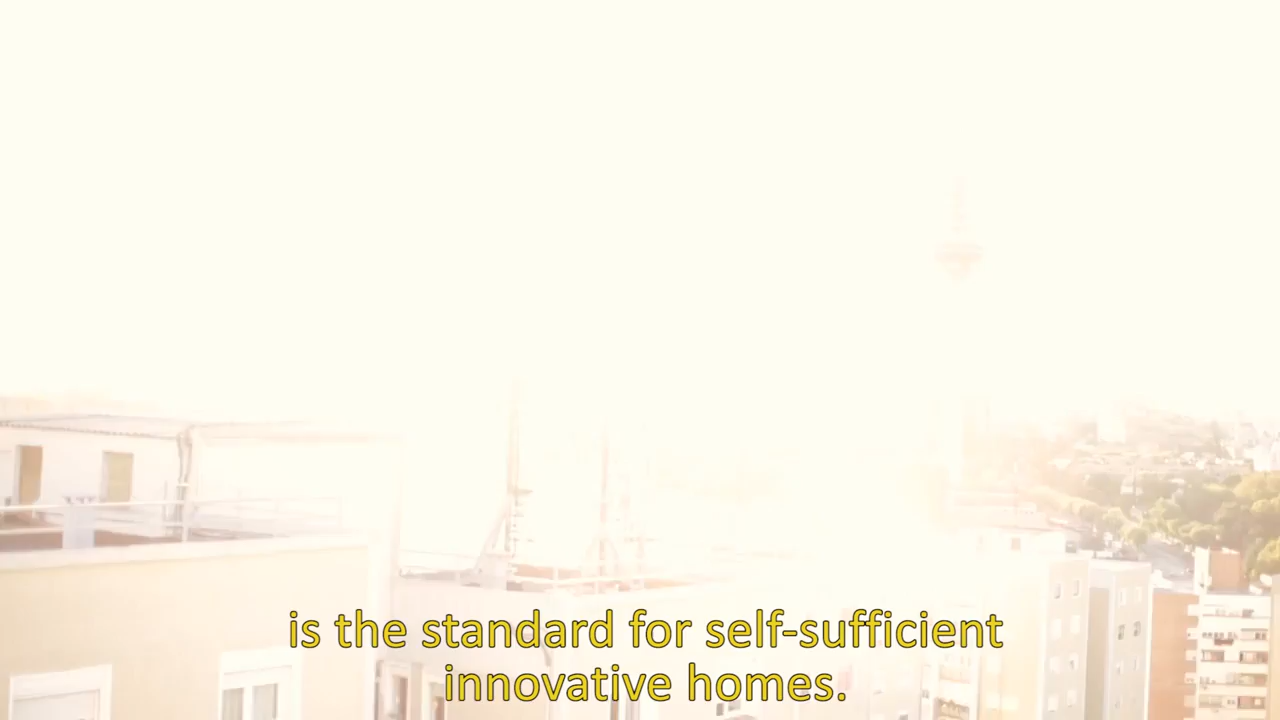 is the standard for self-sufficient
innovative homes.